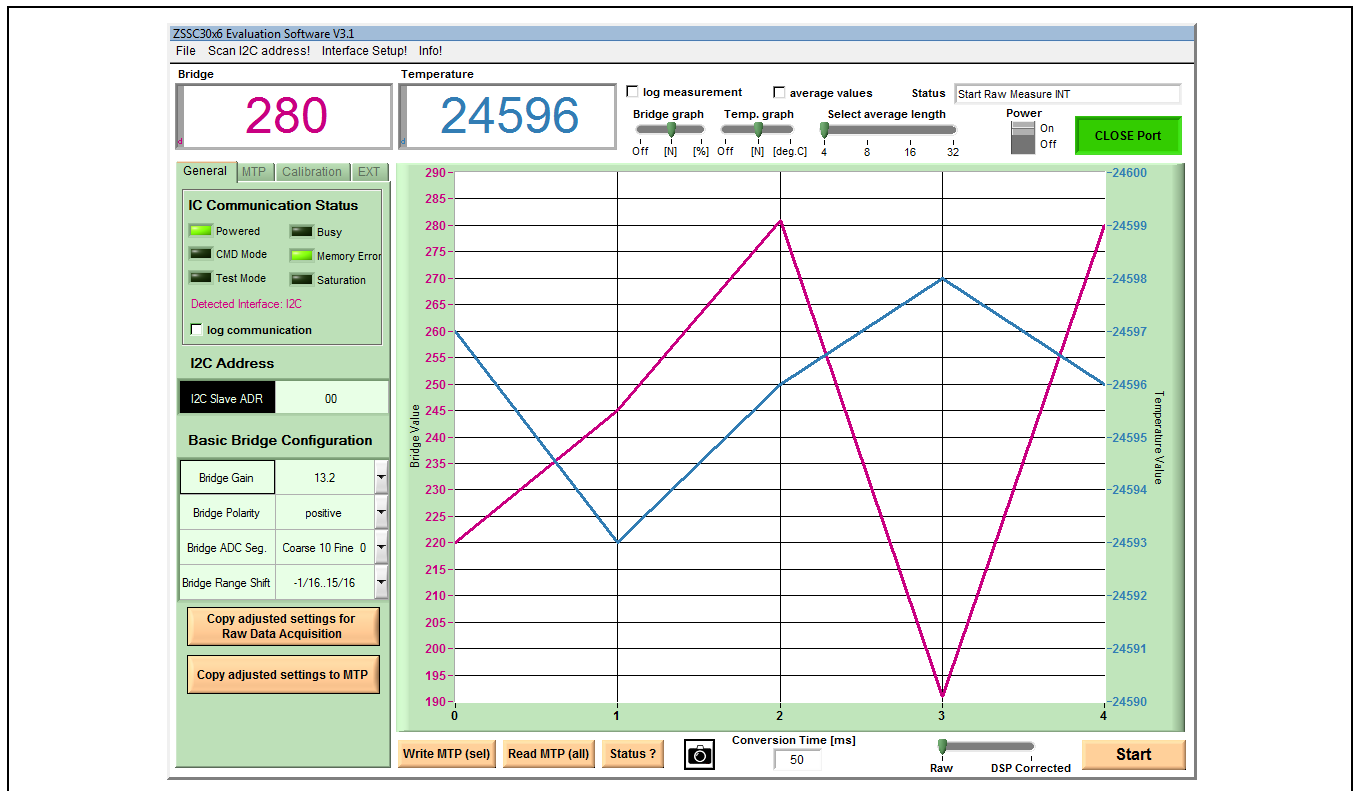 ZSSC30x6 Evaluation Software V3.1
File Scan I2C address! Interface Setup! Info!
Bridge
280
d
Temperature
24596
d
log measurement
average values
Status
Start Raw Measure INT
Bridge graph
Off [N] [%]
Temp. graph
Off [N] [deg.C]
Select average length
4 8 16 32
Power
On
Off
CLOSE Port
General MTP Calibration EXT
IC Communication Status
Powered Busy
CMD Mode Memory Error
Test Mode Saturation
Detected Interface: I2C
log communication
I2C Address
I2C Slave ADR 00
Basic Bridge Configuration
Bridge Gain 13.2
Bridge Polarity positive
Bridge ADC Seg. Coarse 10 Fine 0
Bridge Range Shift -1/16..15/16
Copy adjusted settings for
Raw Data Acquisition
Copy adjusted settings to MTP
Bridge Value
290
285
280
275
270
265
260
255
250
245
240
235
230
225
220
215
210
205
200
195
190
0 1 2 3 4
24600
24599
24598
24597
24596
24595
24594
24593
24592
24591
24590
Temperature Value
Write MTP (sel) Read MTP (all) Status ?
Conversion Time [ms]
50
Raw DSP Corrected
Start